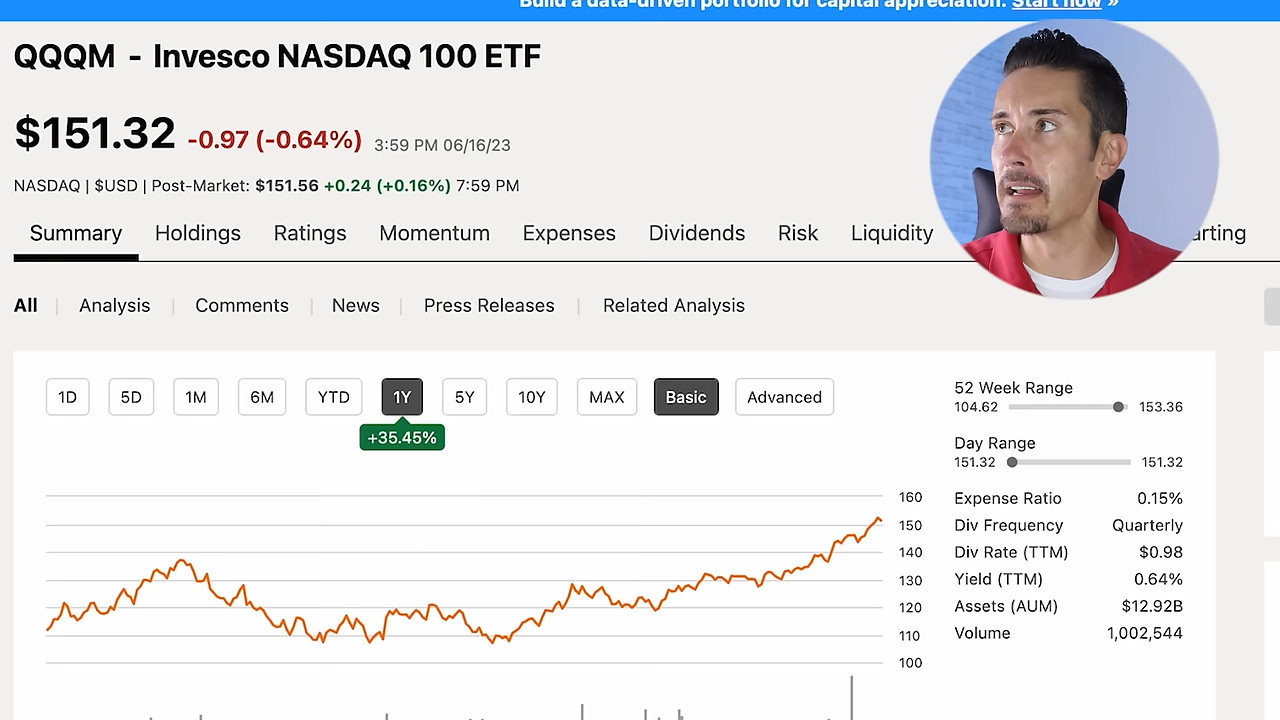 Build a data-driven portfolio for capital appreciation. Start now »
QQQM - Invesco NASDAQ 100 ETF
$151.32 -0.97 (-0.64%) 3:59 PM 06/16/23
NASDAQ | $USD | Post-Market: $151.56 +0.24 (+0.16%) 7:59 PM
Summary Holdings Ratings Momentum Expenses Dividends Risk Liquidity arting
All | Analysis | Comments | News | Press Releases | Related Analysis
1D 5D 1M 6M YTD 1Y 5Y 10Y MAX Basic Advanced
+35.45%
160
150
140
130
120
110
100
52 Week Range
104.62 153.36
Day Range
151.32 151.32
Expense Ratio 0.15%
Div Frequency Quarterly
Div Rate (TTM) $0.98
Yield (TTM) 0.64%
Assets (AUM) $12.92B
Volume 1,002,544